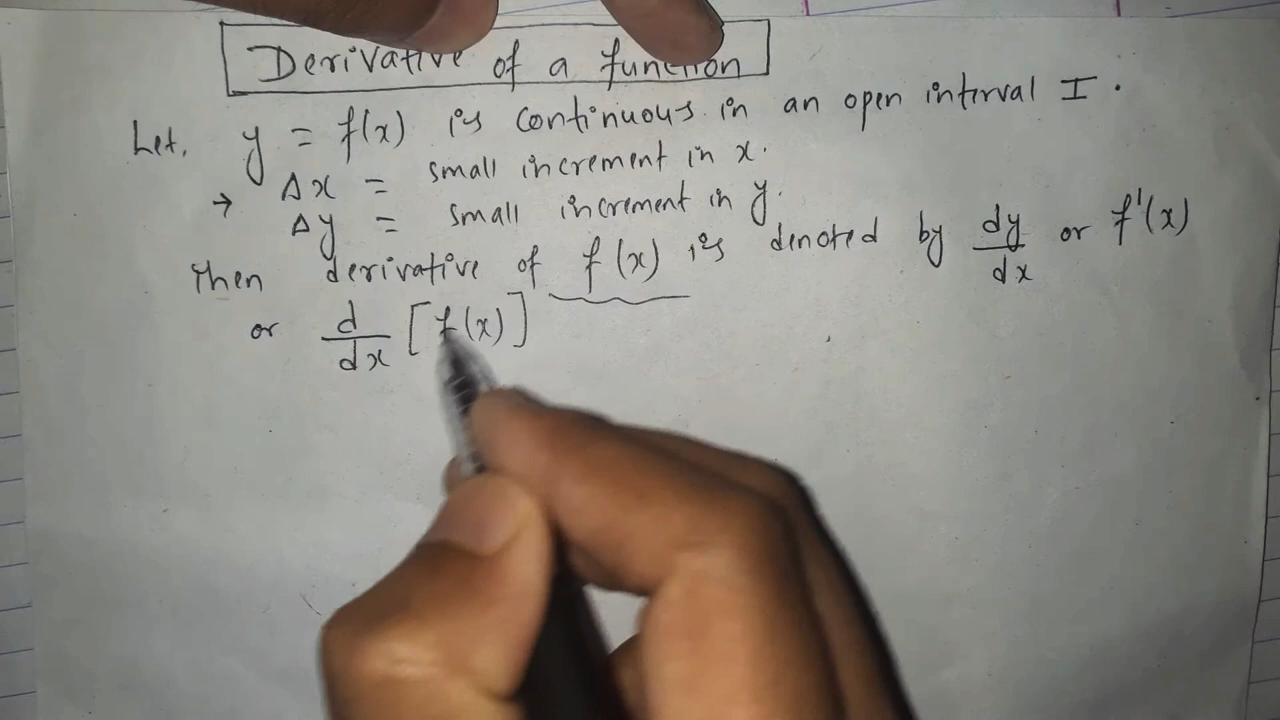 Derivative of a function
Let, y = f(x) is continuous in an open interval I.
→ Δx = small increment in x.
Δy = small increment in y.
Then derivative of f(x) is denoted by dy/dx or f'(x)
or d/dx [f(x)]